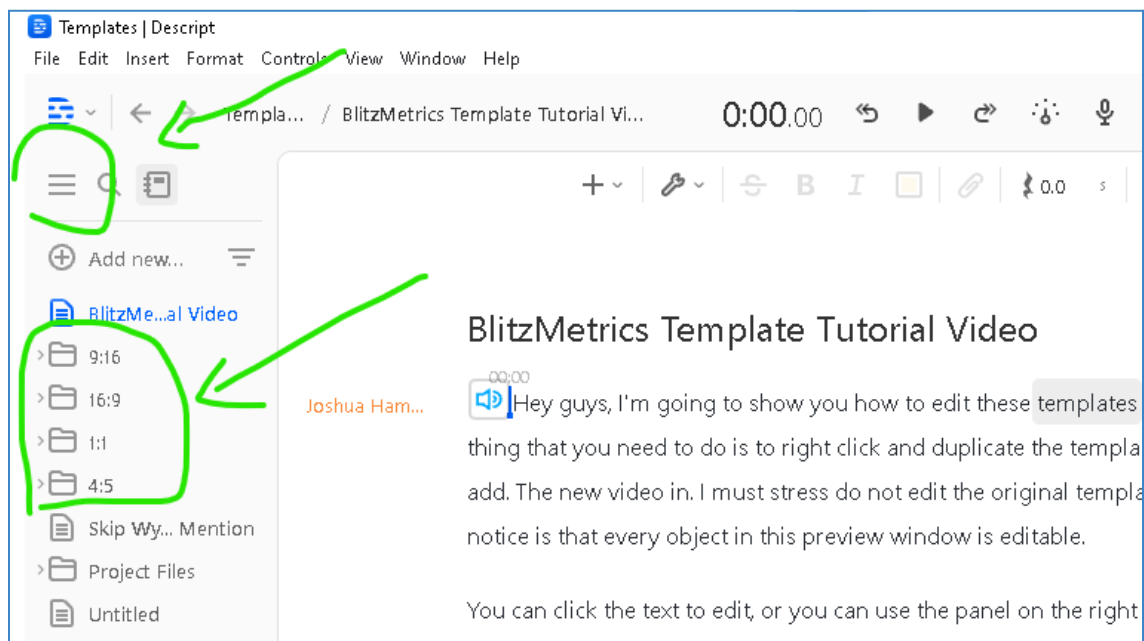 Templates | Descript
File Edit Insert Format Controls View Window Help
Templa... / BlitzMetrics Template Tutorial Vi... 0:00.00
B I 0.0 s
Add new...
BlitzMe...al Video
9:16
16:9
1:1
4:5
Skip Wy... Mention
Project Files
Untitled
BlitzMetrics Template Tutorial Video
00:00
Joshua Ham... Hey guys, I'm going to show you how to edit these templates
thing that you need to do is to right click and duplicate the templa
add. The new video in. I must stress do not edit the original templa
notice is that every object in this preview window is editable.
You can click the text to edit, or you can use the panel on the right